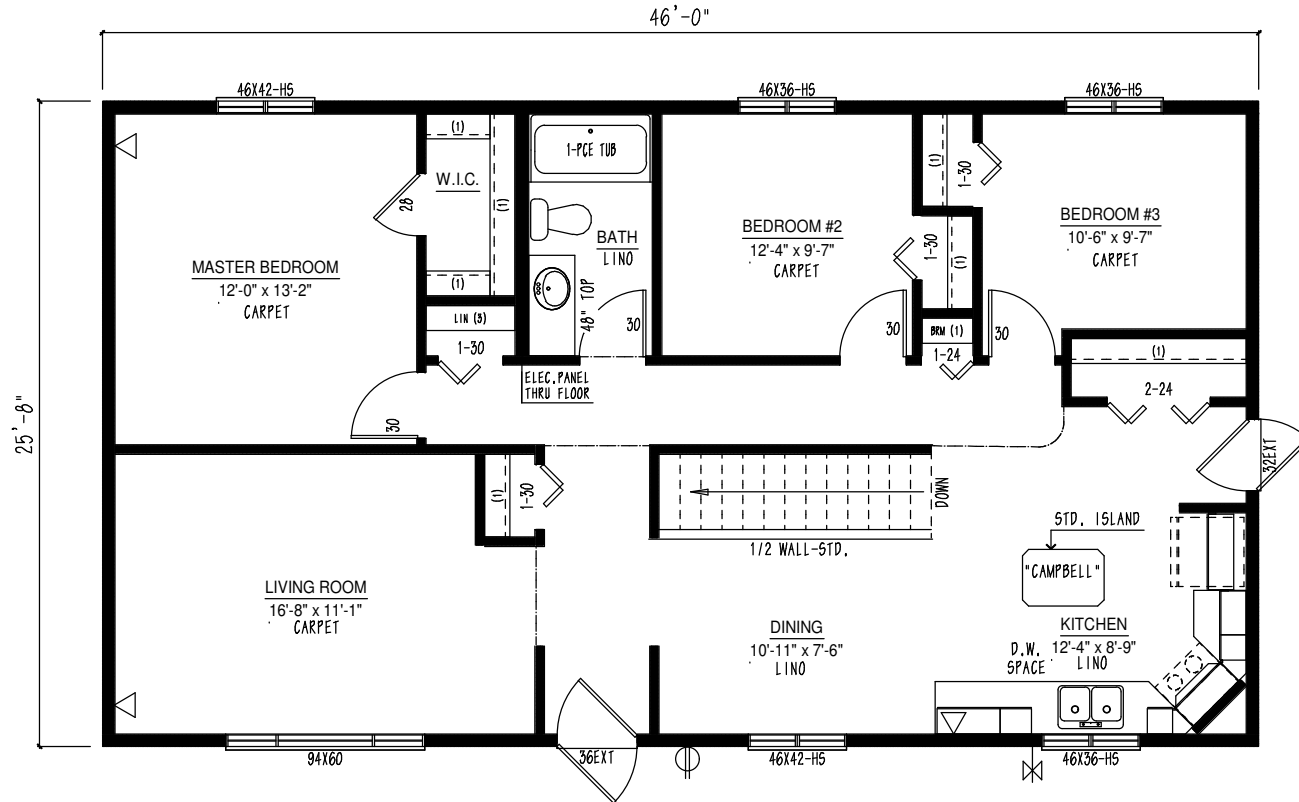 46'-0"
46X42-HS
46X36-HS
46X36-HS
(1)
1-PCE TUB
(1)
1-30
W.I.C.
28
(1)
BATH
LINO
BEDROOM #2
12'-4" x 9'-7"
CARPET
1-30
(1)
BEDROOM #3
10'-6" x 9'-7"
CARPET
MASTER BEDROOM
12'-0" x 13'-2"
CARPET
(1)
48" TOP
30
LIN (3)
1-30
30
BRM (1)
1-24
30
(1)
2-24
ELEC.PANEL
THRU FLOOR
25'-8"
30
32EXT
(1)
1-30
DOWN
1/2 WALL-STD.
STD. ISLAND
"CAMPBELL"
LIVING ROOM
16'-8" x 11'-1"
CARPET
DINING
10'-11" x 7'-6"
LINO
KITCHEN
12'-4" x 8'-9"
LINO
D.W.
SPACE
94X60
36EXT
46X42-HS
46X36-HS